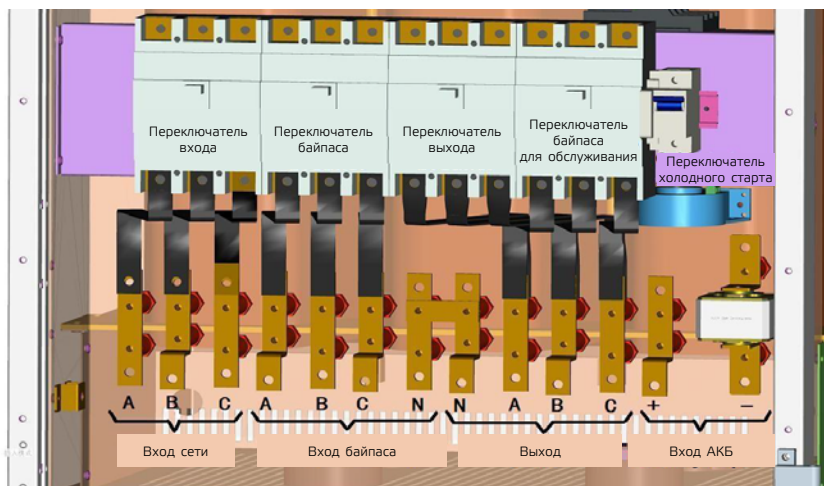 Переключатель
входа
Переключатель
байпаса
Переключатель
выхода
Переключатель
байпаса
для обслуживания
Переключатель
холодного старта
A B C A B C N N A B C + −
Вход сети
Вход байпаса
Выход
Вход АКБ